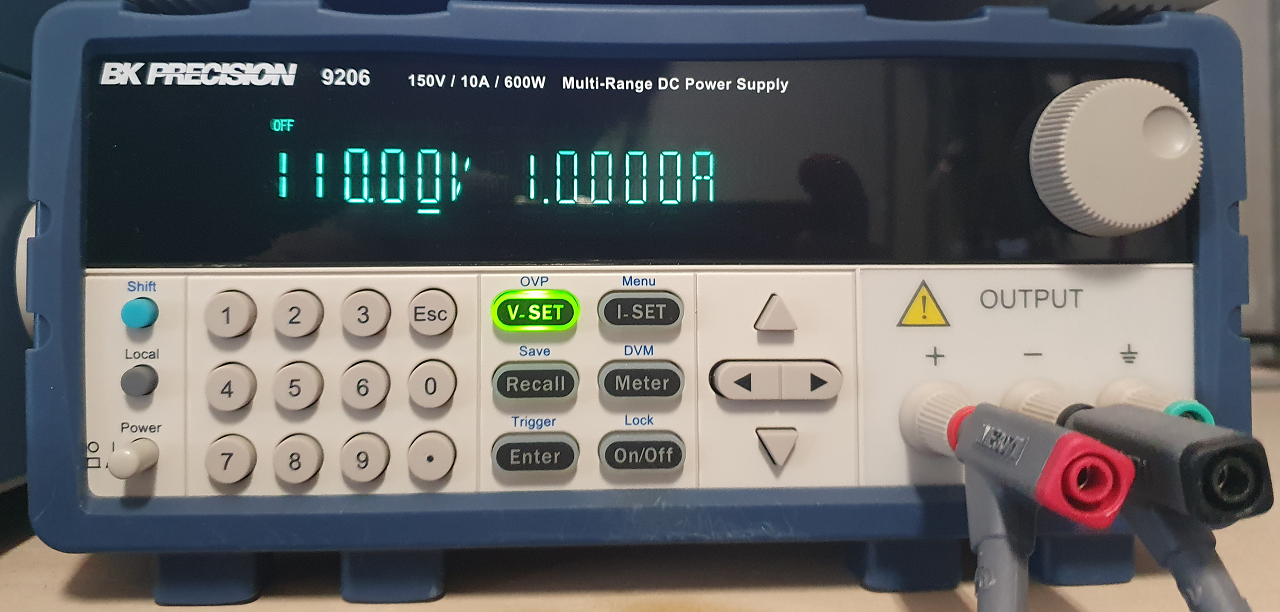 BK PRECISION 9206 150V / 10A / 600W Multi-Range DC Power Supply
OFF
110.00V 1.0000A
Shift
Local
Power
1 2 3 Esc
4 5 6 0
7 8 9 .
OVP Menu
V-SET I-SET
Save DVM
Recall Meter
Trigger Lock
Enter On/Off
OUTPUT
+ −